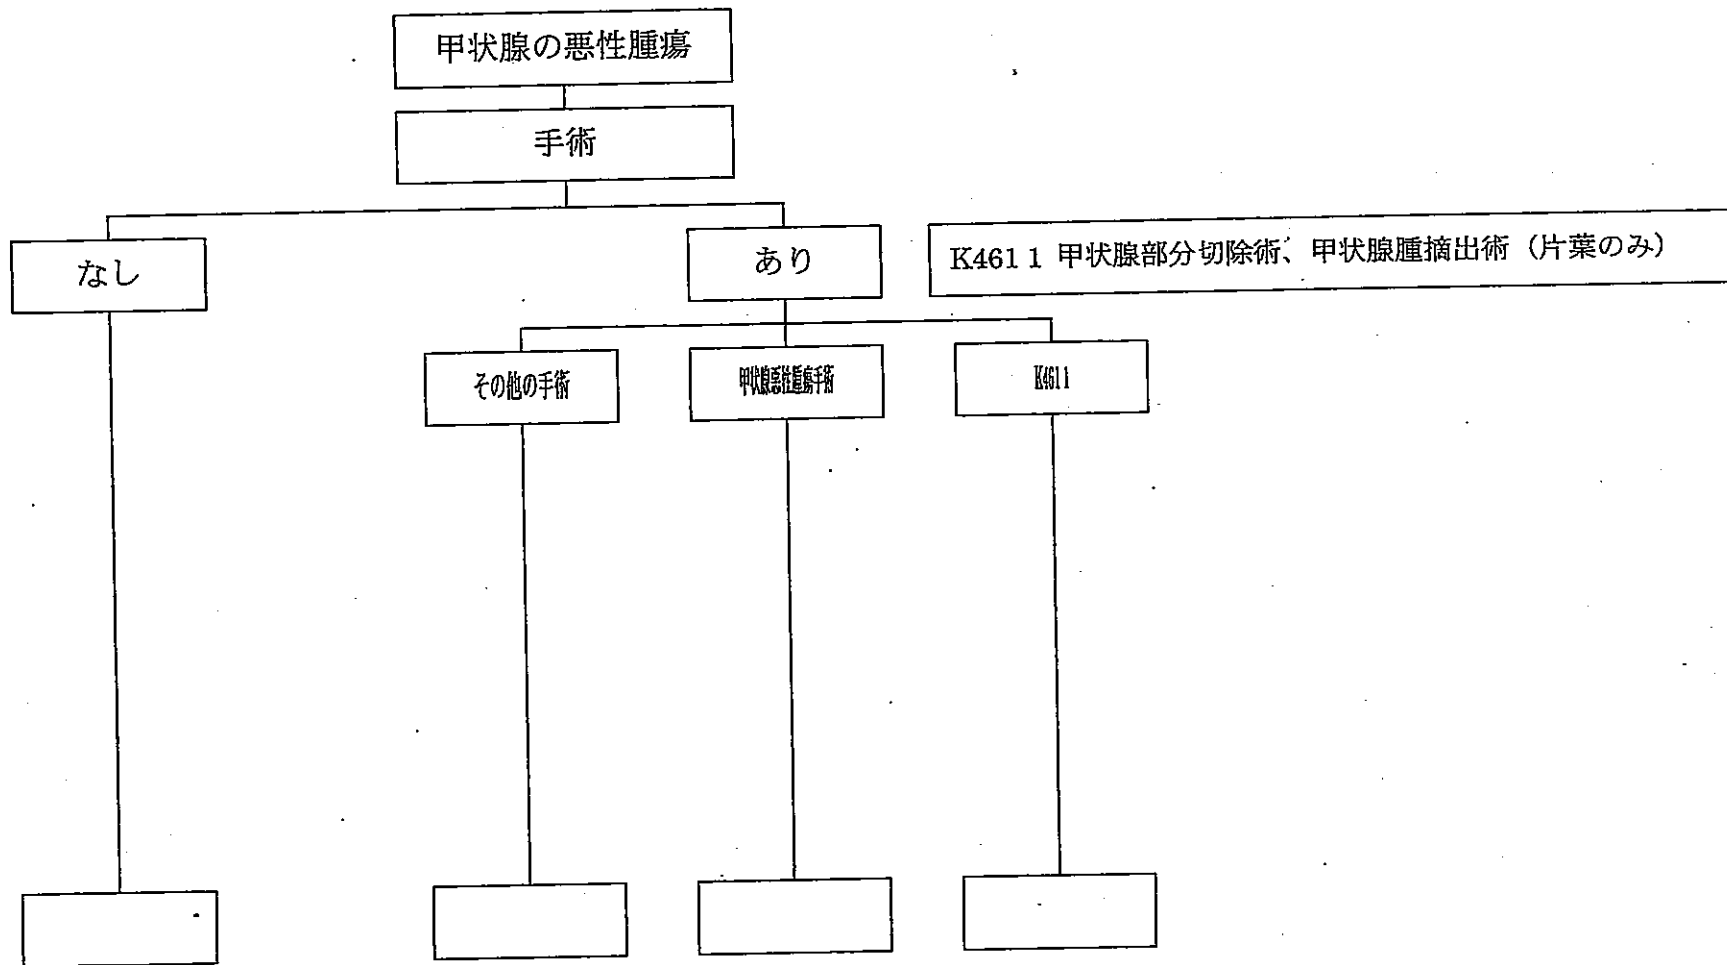 甲状腺の悪性腫瘍
手術
なし
あり
K461 1 甲状腺部分切除術、甲状腺腫摘出術（片葉のみ）
その他の手術
甲状腺悪性腫瘍手術
K461 1